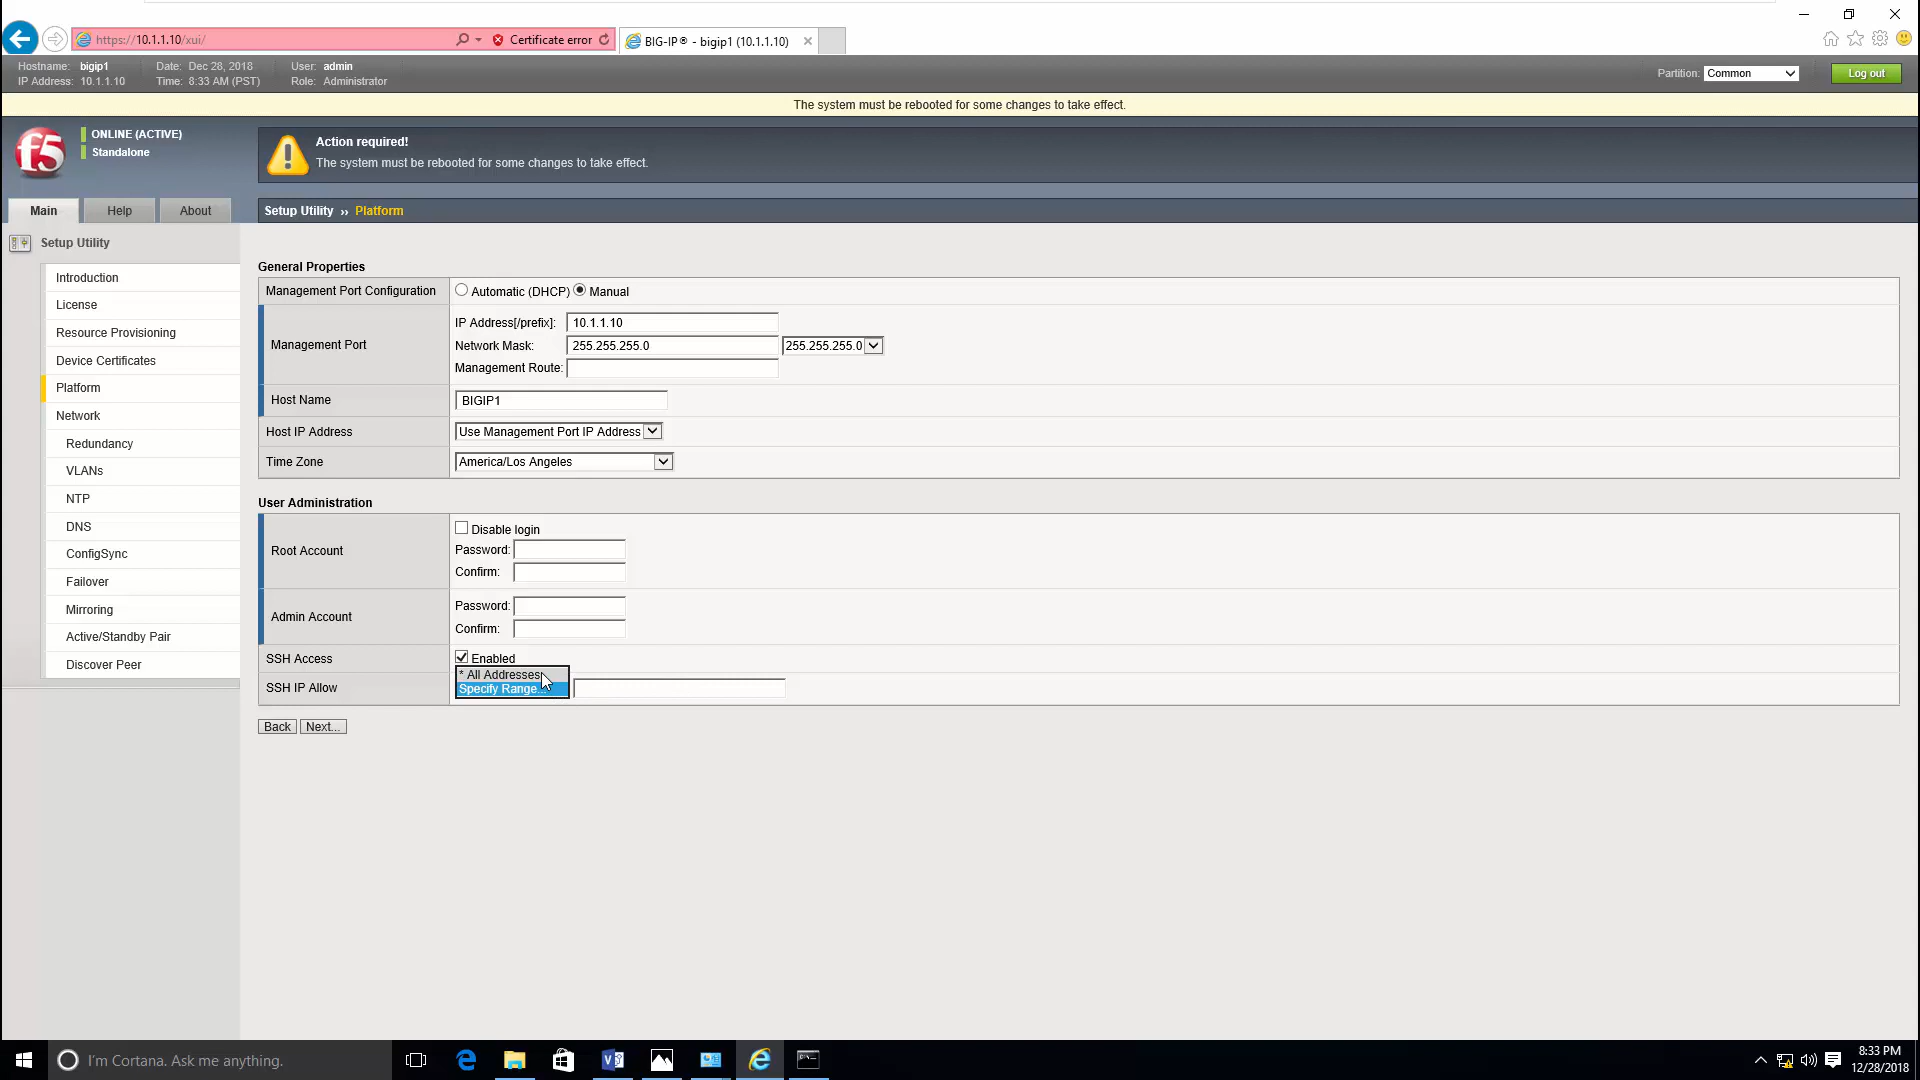 https://10.1.1.10/xui/
Certificate error
BIG-IP® - bigip1 (10.1.1.10)
Hostname: bigip1
Date: Dec 28, 2018
User: admin
IP Address: 10.1.1.10
Time: 8:33 AM (PST)
Role: Administrator
Partition: Common
Log out
The system must be rebooted for some changes to take effect.
f5
ONLINE (ACTIVE)
Standalone
Action required!
The system must be rebooted for some changes to take effect.
Main
Help
About
Setup Utility ›› Platform
Setup Utility
Introduction
License
Resource Provisioning
Device Certificates
Platform
Network
Redundancy
VLANs
NTP
DNS
ConfigSync
Failover
Mirroring
Active/Standby Pair
Discover Peer
General Properties
Management Port Configuration
Automatic (DHCP) Manual
Management Port
IP Address[/prefix]: 10.1.1.10
Network Mask: 255.255.255.0 255.255.255.0
Management Route:
Host Name
BIGIP1
Host IP Address
Use Management Port IP Address
Time Zone
America/Los Angeles
User Administration
Root Account
Disable login
Password:
Confirm:
Admin Account
Password:
Confirm:
SSH Access
Enabled
SSH IP Allow
* All Addresses
Specify Range...
Back
Next...
I'm Cortana. Ask me anything.
8:33 PM
12/28/2018